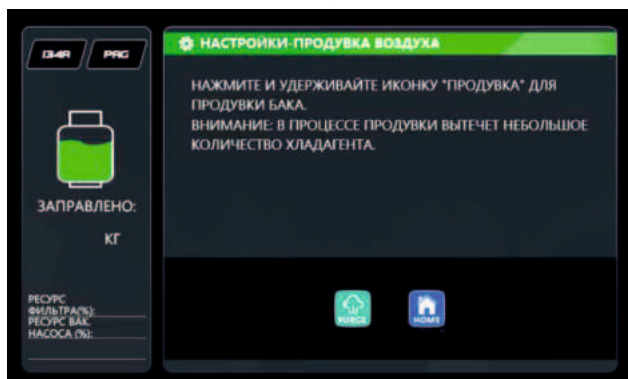 134A PAG
НАСТРОЙКИ-ПРОДУВКА ВОЗДУХА
НАЖМИТЕ И УДЕРЖИВАЙТЕ ИКОНКУ "ПРОДУВКА" ДЛЯ
ПРОДУВКИ БАКА.
ВНИМАНИЕ: В ПРОЦЕССЕ ПРОДУВКИ ВЫТЕЧЕТ НЕБОЛЬШОЕ
КОЛИЧЕСТВО ХЛАДАГЕНТА.
ЗАПРАВЛЕНО:
КГ
РЕСУРС
ФИЛЬТРА(%):
РЕСУРС ВАК.
НАСОСА (%):
PURGE
HOME